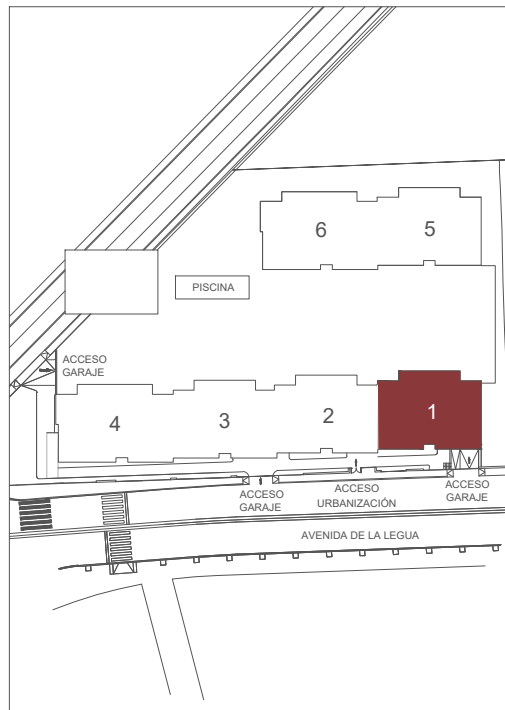 6
5
PISCINA
ACCESO
GARAJE
4
3
2
1
ACCESO
GARAJE
ACCESO
URBANIZACIÓN
ACCESO
GARAJE
AVENIDA DE LA LEGUA